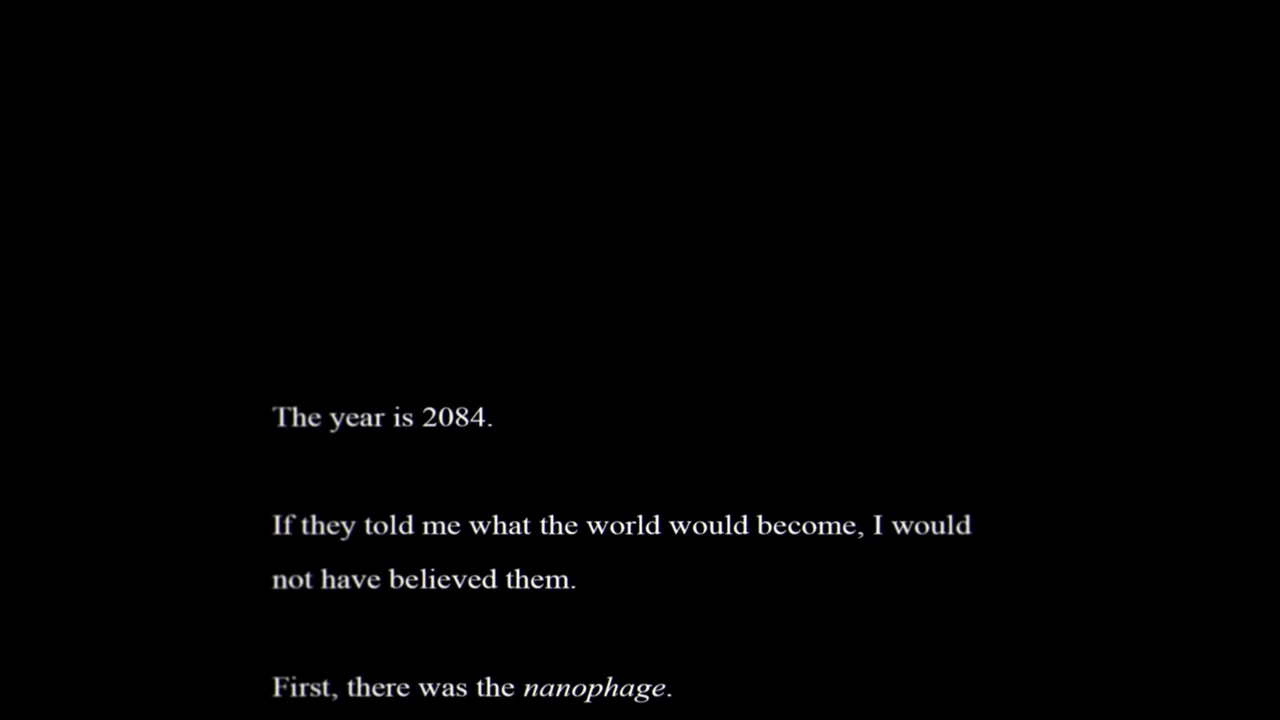 The year is 2084.
If they told me what the world would become, I would
not have believed them.
First, there was the nanophage.